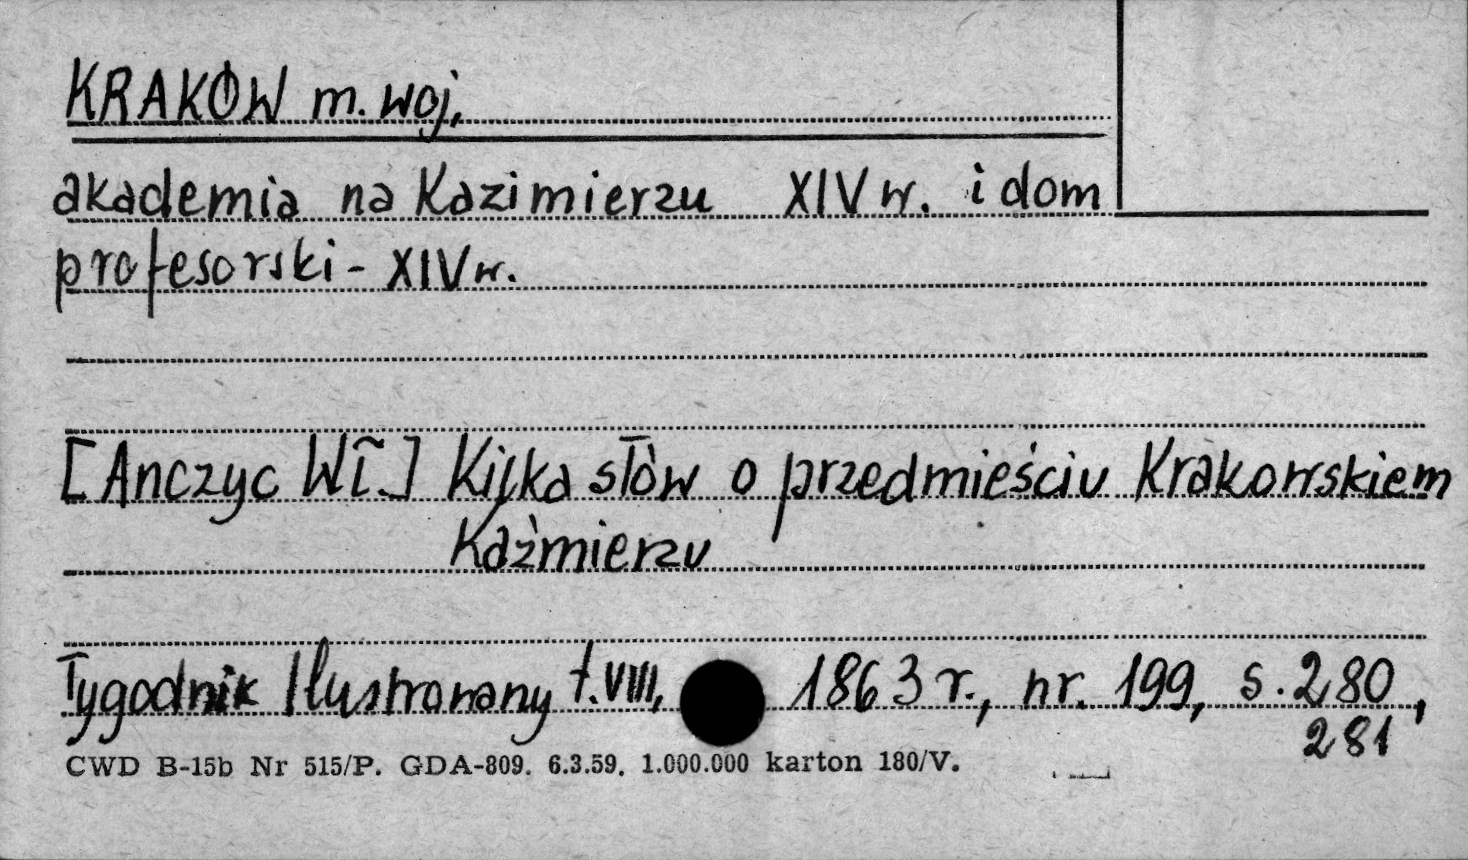 KRAKÓW m. woj.
akademia na Kazimierzu XIV w. i dom
profesorski - XIV w.
[Anczyc Wł.] Kilka słów o przedmieściu Krakowskiem
Kaźmierzu
Tygodnik Ilustrowany t. VIII, 1863 r., nr. 199, s. 280,
281
CWD B-15b Nr 515/P. GDA-809. 6.3.59. 1.000.000 karton 180/V.